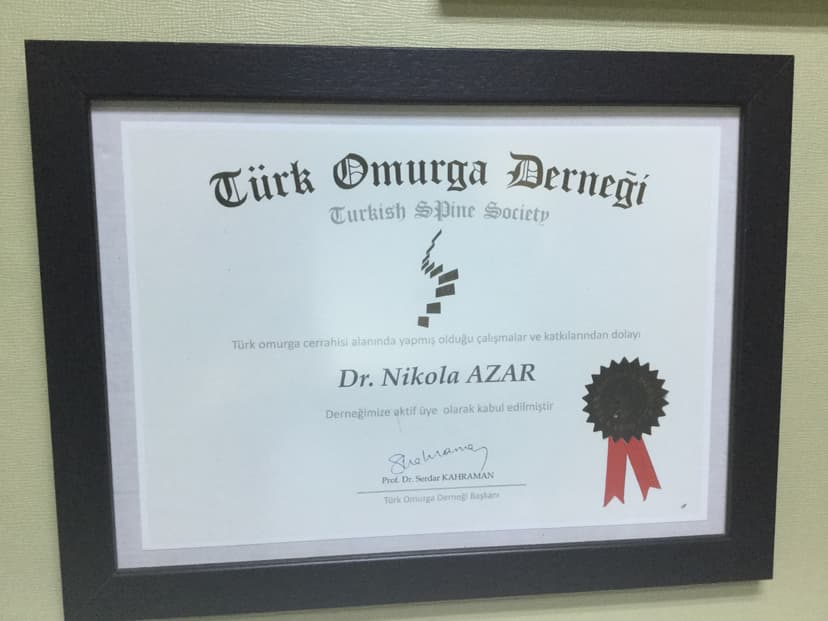 Türk Omurga Derneği
Turkish SPine Society
Türk omurga cerrahisi alanında yapmış olduğu çalışmalar ve katkılarından dolayı
Dr. Nikola AZAR
Derneğimize aktif üye olarak kabul edilmiştir
Prof. Dr. Serdar KAHRAMAN
Türk Omurga Derneği Başkanı